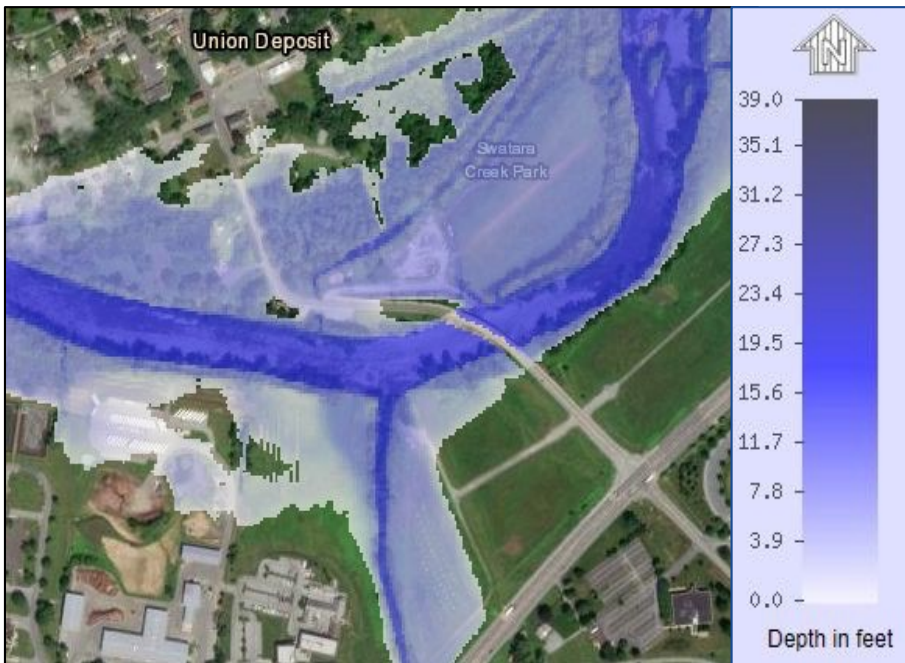 Union Deposit
Swatara
Creek Park
N
39.0
35.1
31.2
27.3
23.4
19.5
15.6
11.7
7.8
3.9
0.0
Depth in feet